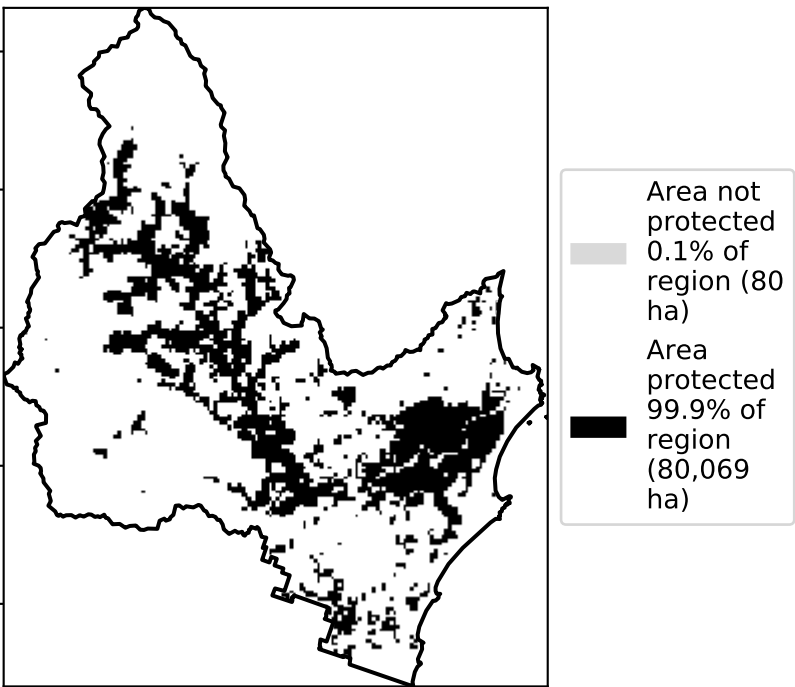 Area not
protected
0.1% of
region (80
ha)
Area
protected
99.9% of
region
(80,069
ha)